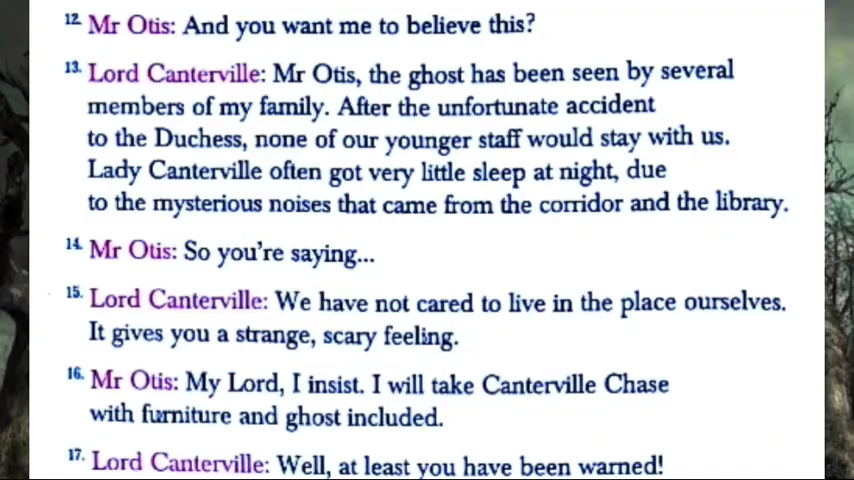 12. Mr Otis: And you want me to believe this?
13. Lord Canterville: Mr Otis, the ghost has been seen by several
members of my family. After the unfortunate accident
to the Duchess, none of our younger staff would stay with us.
Lady Canterville often got very little sleep at night, due
to the mysterious noises that came from the corridor and the library.
14. Mr Otis: So you're saying...
15. Lord Canterville: We have not cared to live in the place ourselves.
It gives you a strange, scary feeling.
16. Mr Otis: My Lord, I insist. I will take Canterville Chase
with furniture and ghost included.
17. Lord Canterville: Well, at least you have been warned!